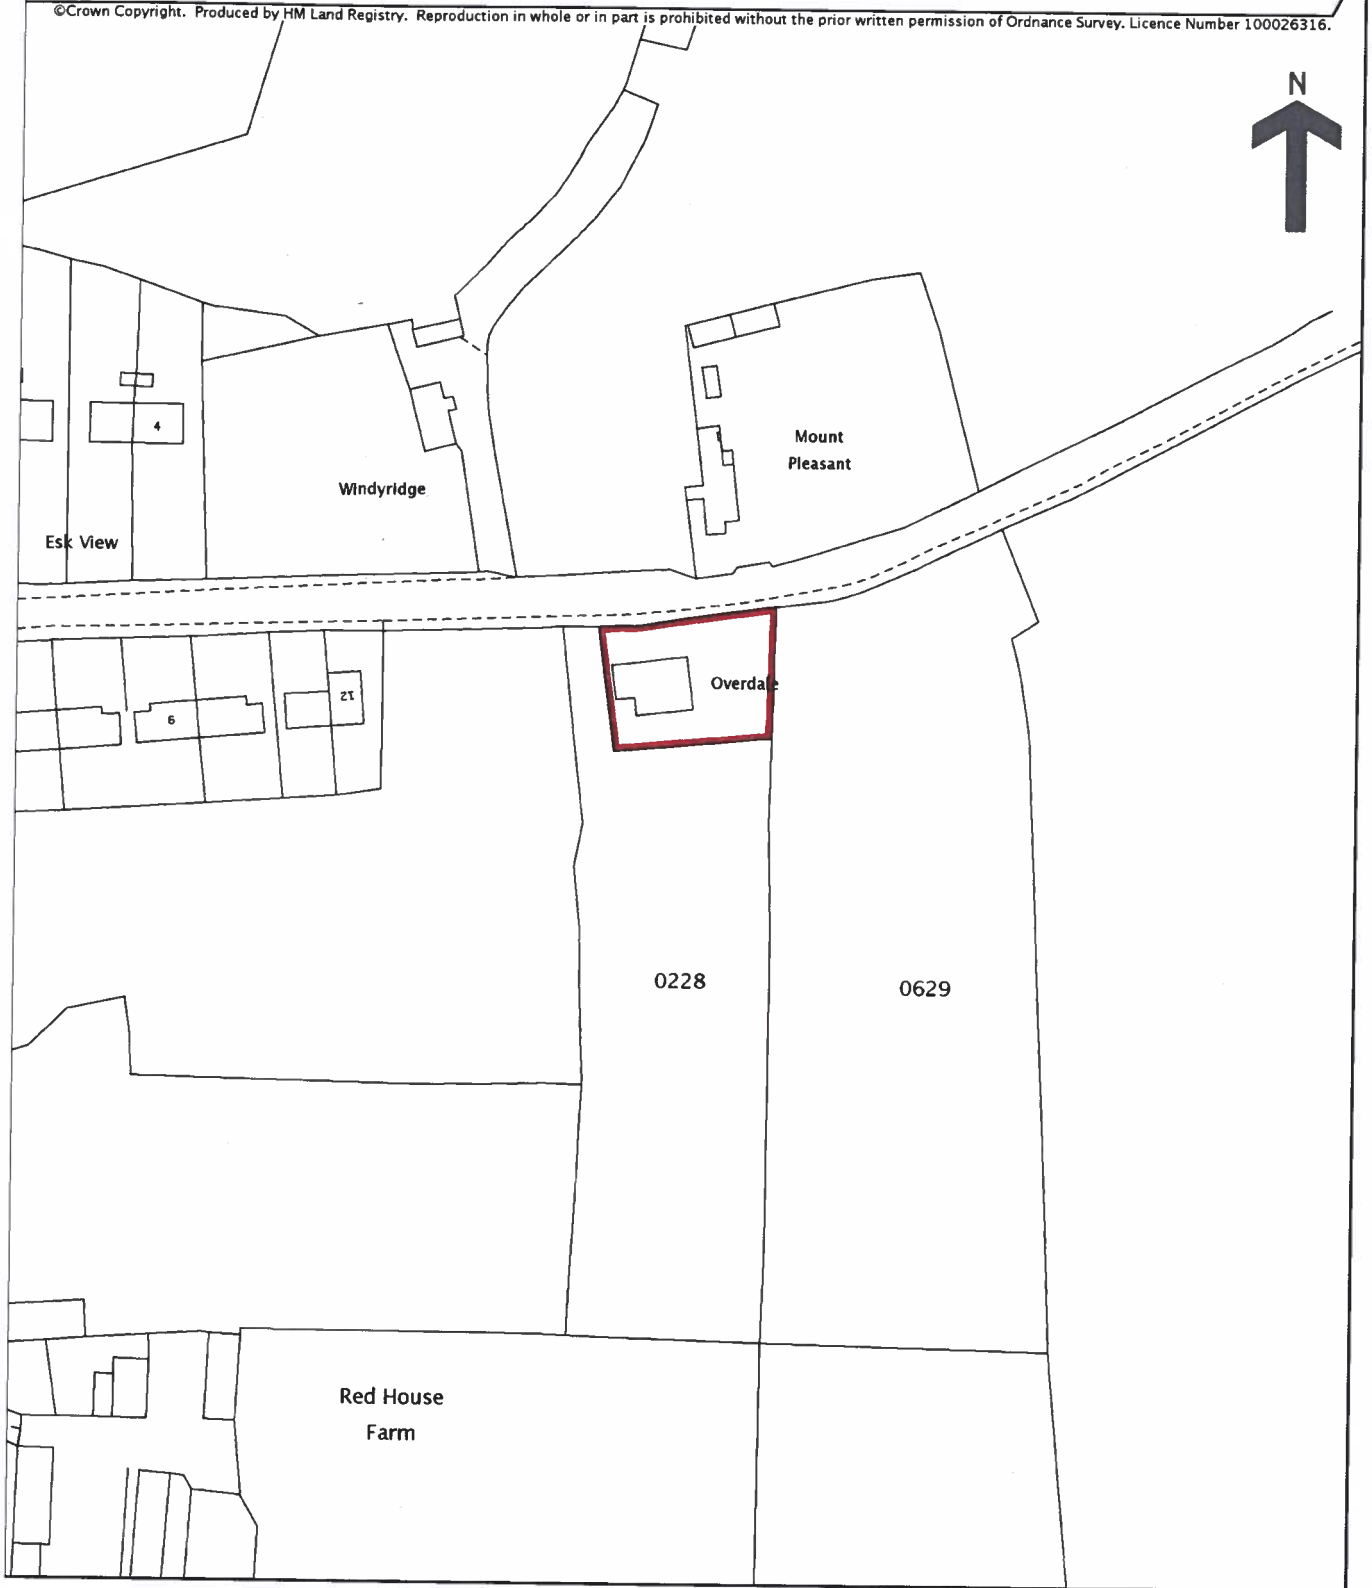 ©Crown Copyright. Produced by HM Land Registry. Reproduction in whole or in part is prohibited without the prior written permission of Ordnance Survey. Licence Number 100026316.
N
4
Mount
Pleasant
Windyridge
Esk View
Overdale
12
9
0228
0629
Red House
Farm